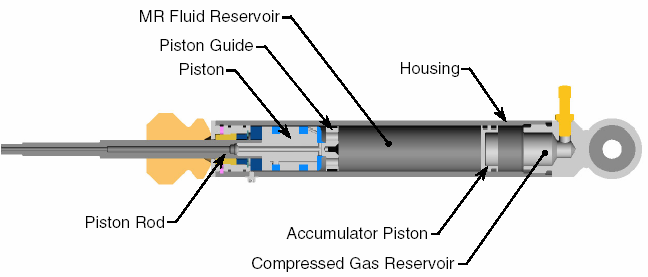 MR Fluid Reservoir
Piston Guide
Piston
Housing
Piston Rod
Accumulator Piston
Compressed Gas Reservoir